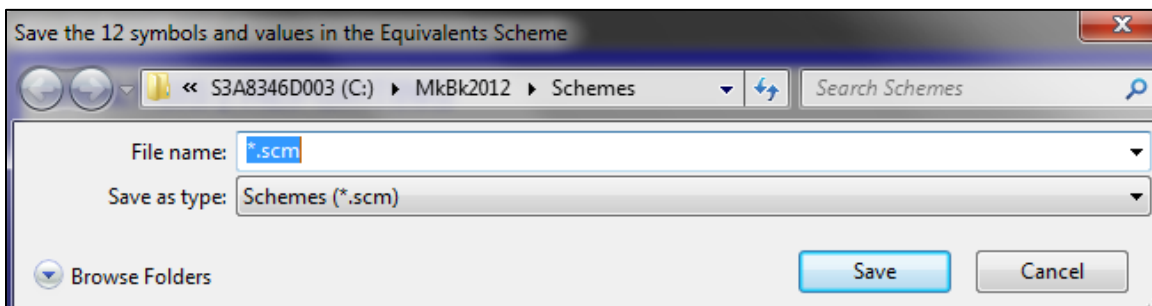 Save the 12 symbols and values in the Equivalents Scheme
« S3A8346D003 (C:) ▸ MkBk2012 ▸ Schemes Search Schemes
File name: *.scm
Save as type: Schemes (*.scm)
Browse Folders Save Cancel